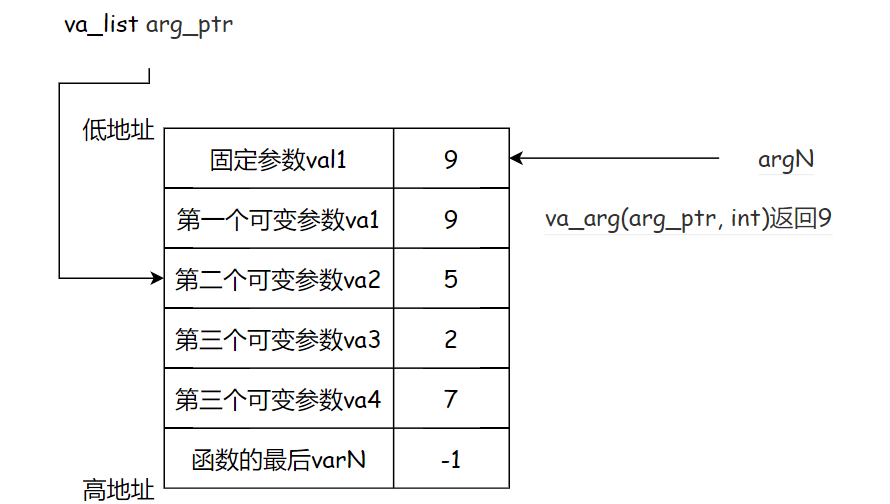 va_list arg_ptr
低地址
固定参数val1 9
argN
第一个可变参数va1 9
va_arg(arg_ptr, int)返回9
第二个可变参数va2 5
第三个可变参数va3 2
第三个可变参数va4 7
函数的最后varN -1
高地址